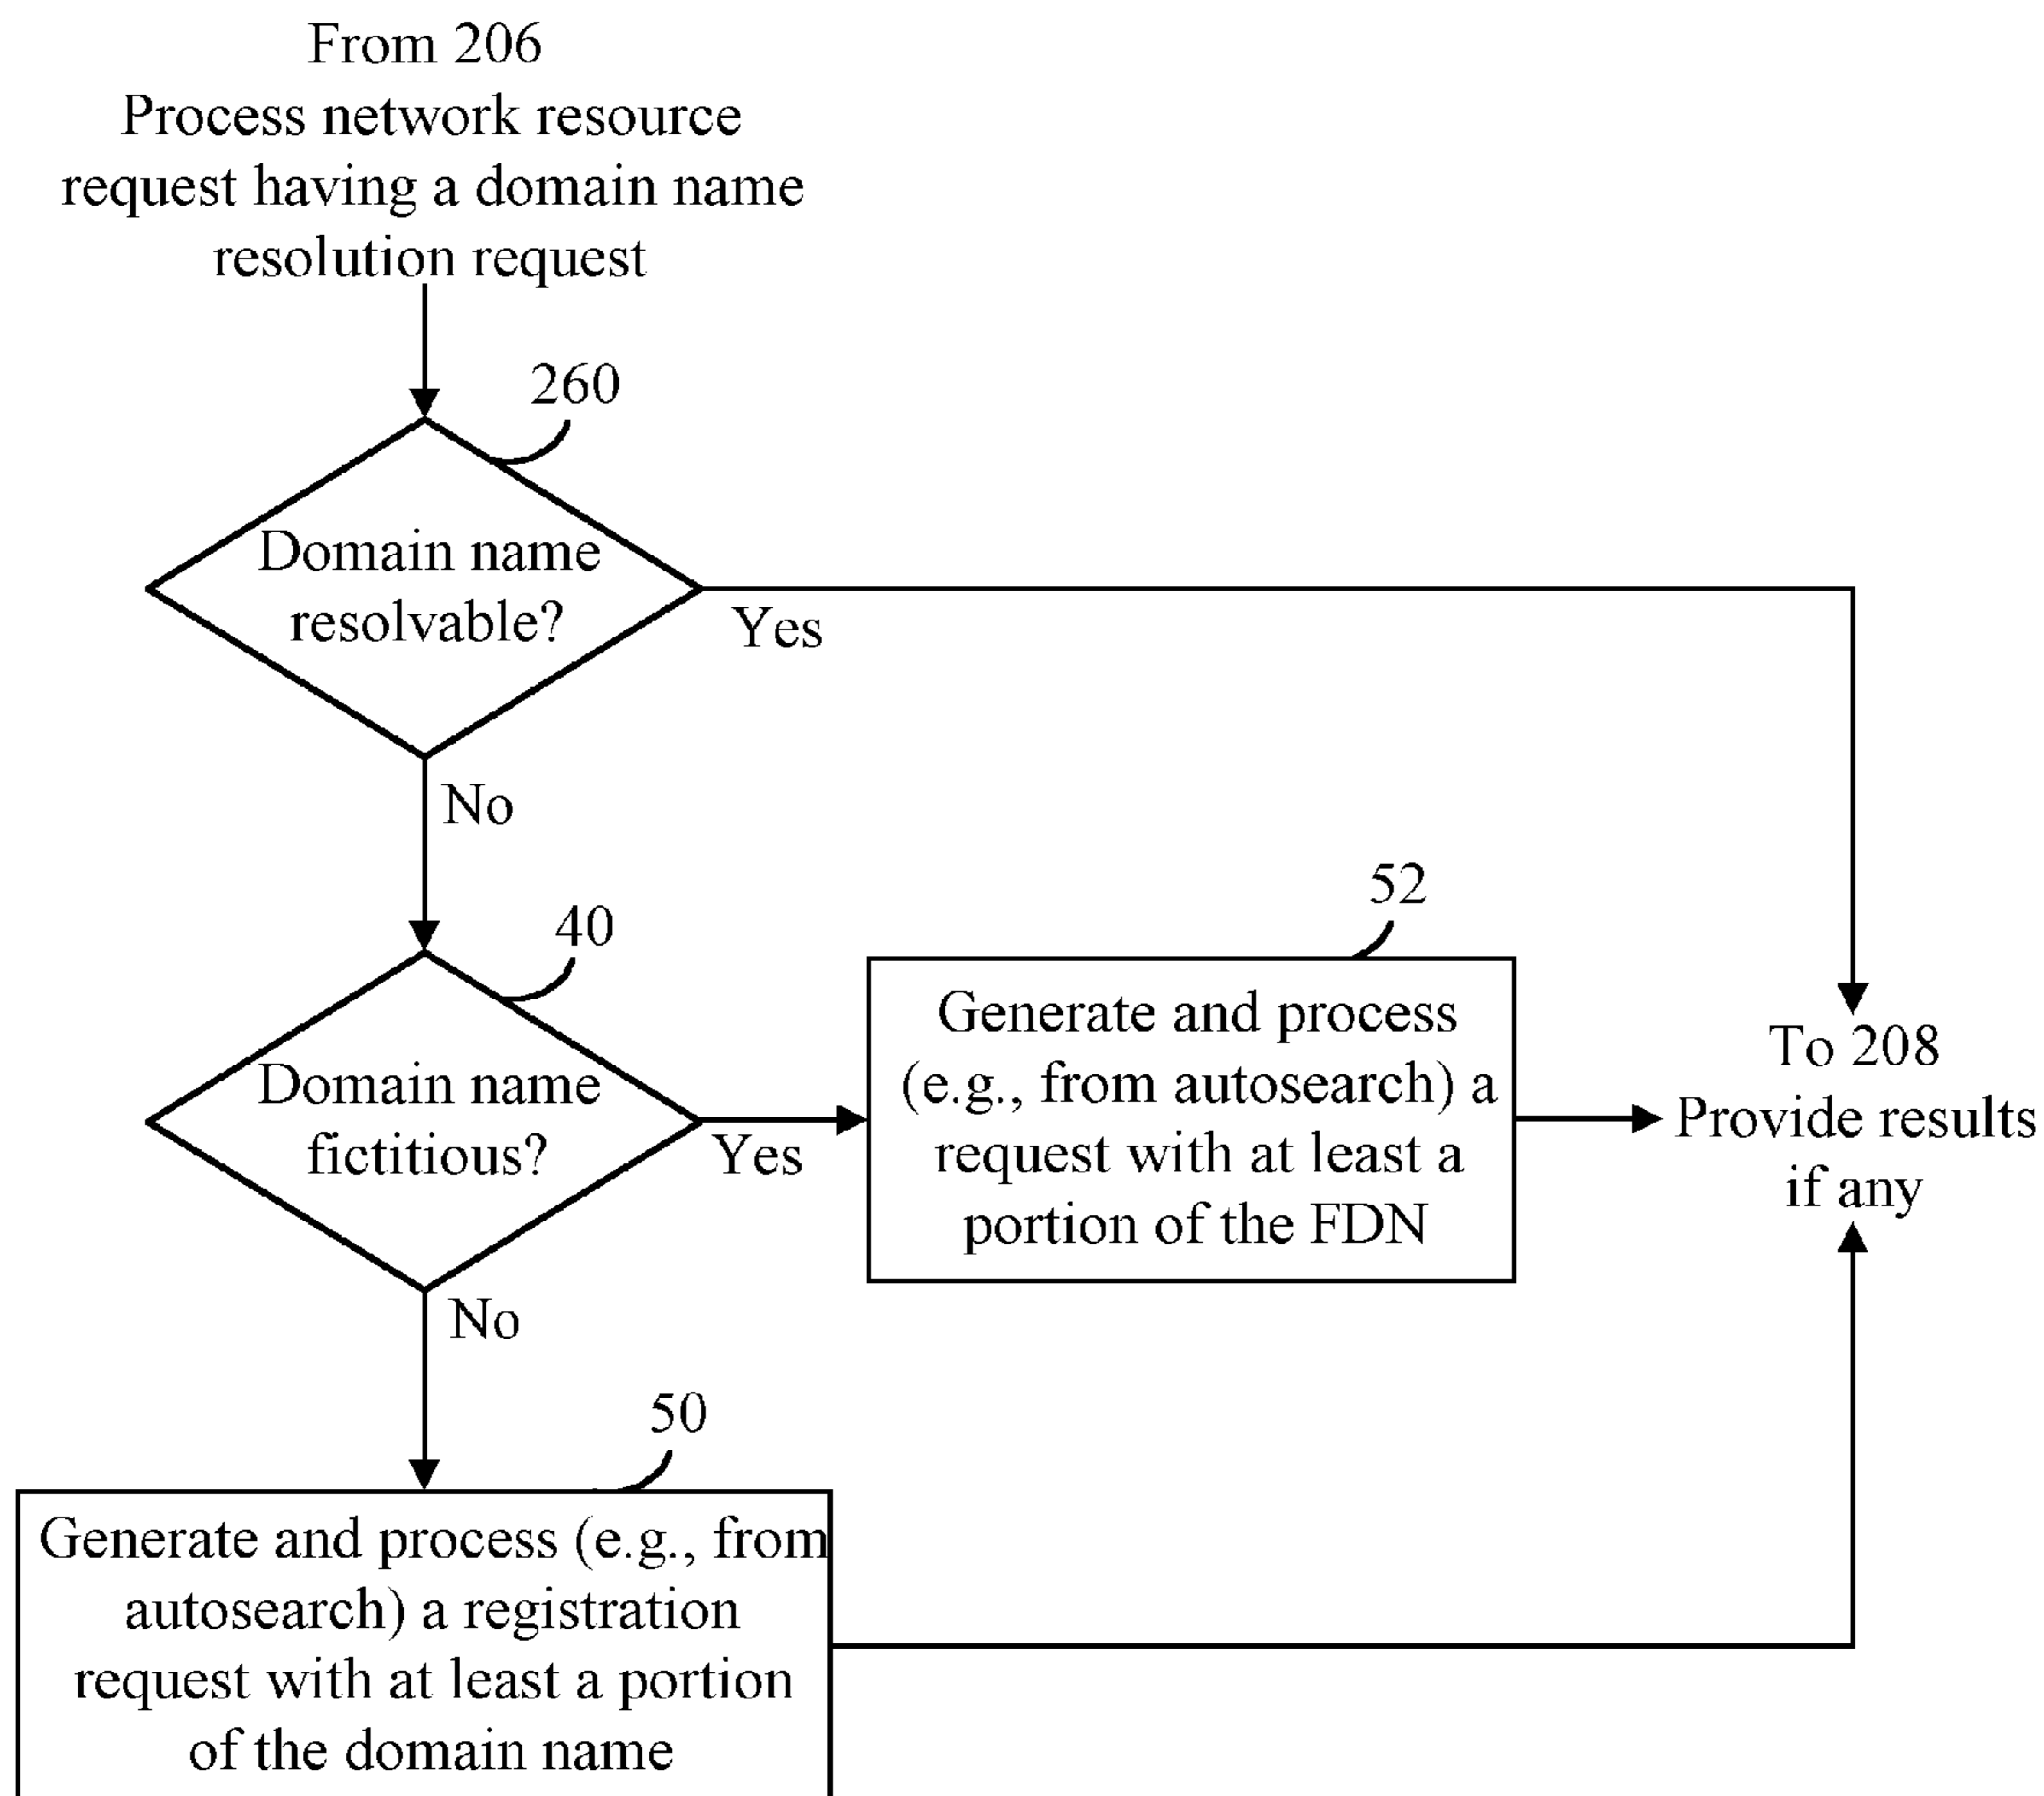 From 206
Process network resource
request having a domain name
resolution request
260
Domain name
resolvable?
Yes
No
40
Domain name
fictitious?
Yes
52
Generate and process
(e.g., from autosearch) a
request with at least a
portion of the FDN
To 208
Provide results
if any
No
50
Generate and process (e.g., from
autosearch) a registration
request with at least a portion
of the domain name